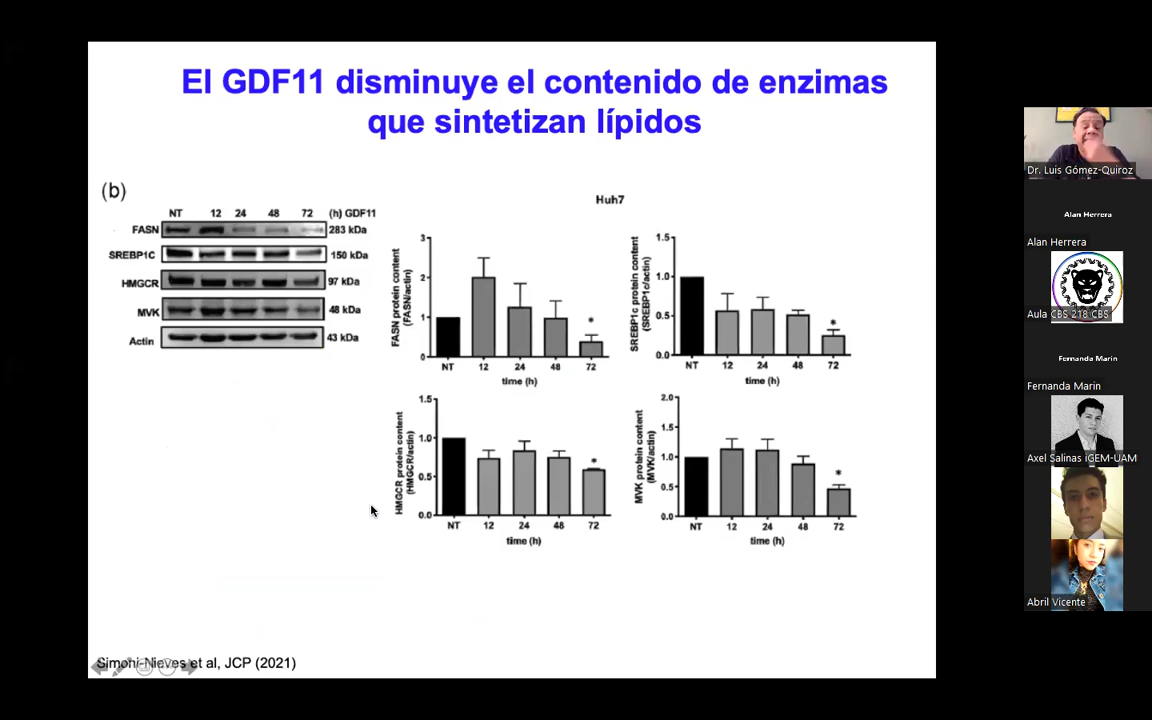 El GDF11 disminuye el contenido de enzimas
que sintetizan lípidos
(b)
NT 12 24 48 72 (h) GDF11
FASN 283 kDa
SREBP1C 150 kDa
HMGCR 97 kDa
MVK 48 kDa
Actin 43 kDa
Huh7
FASN protein content
(FASN/actin)
3
2
1
0
*
NT 12 24 48 72
time (h)
SREBP1c protein content
(SREBP1c/actin)
1.5
1.0
0.5
0.0
*
NT 12 24 48 72
time (h)
HMGCR protein content
(HMGCR/actin)
1.5
1.0
0.5
0.0
*
NT 12 24 48 72
time (h)
MVK protein content
(MVK/actin)
2.0
1.5
1.0
0.5
0.0
*
NT 12 24 48 72
time (h)
Simoni-Nieves et al, JCP (2021)
Dr. Luis Gómez-Quiroz
Alan Herrera
Alan Herrera
Aula CBS 218 CBS
Fernanda Marin
Fernanda Marin
Axel Salinas iGEM-UAM
Abril Vicente